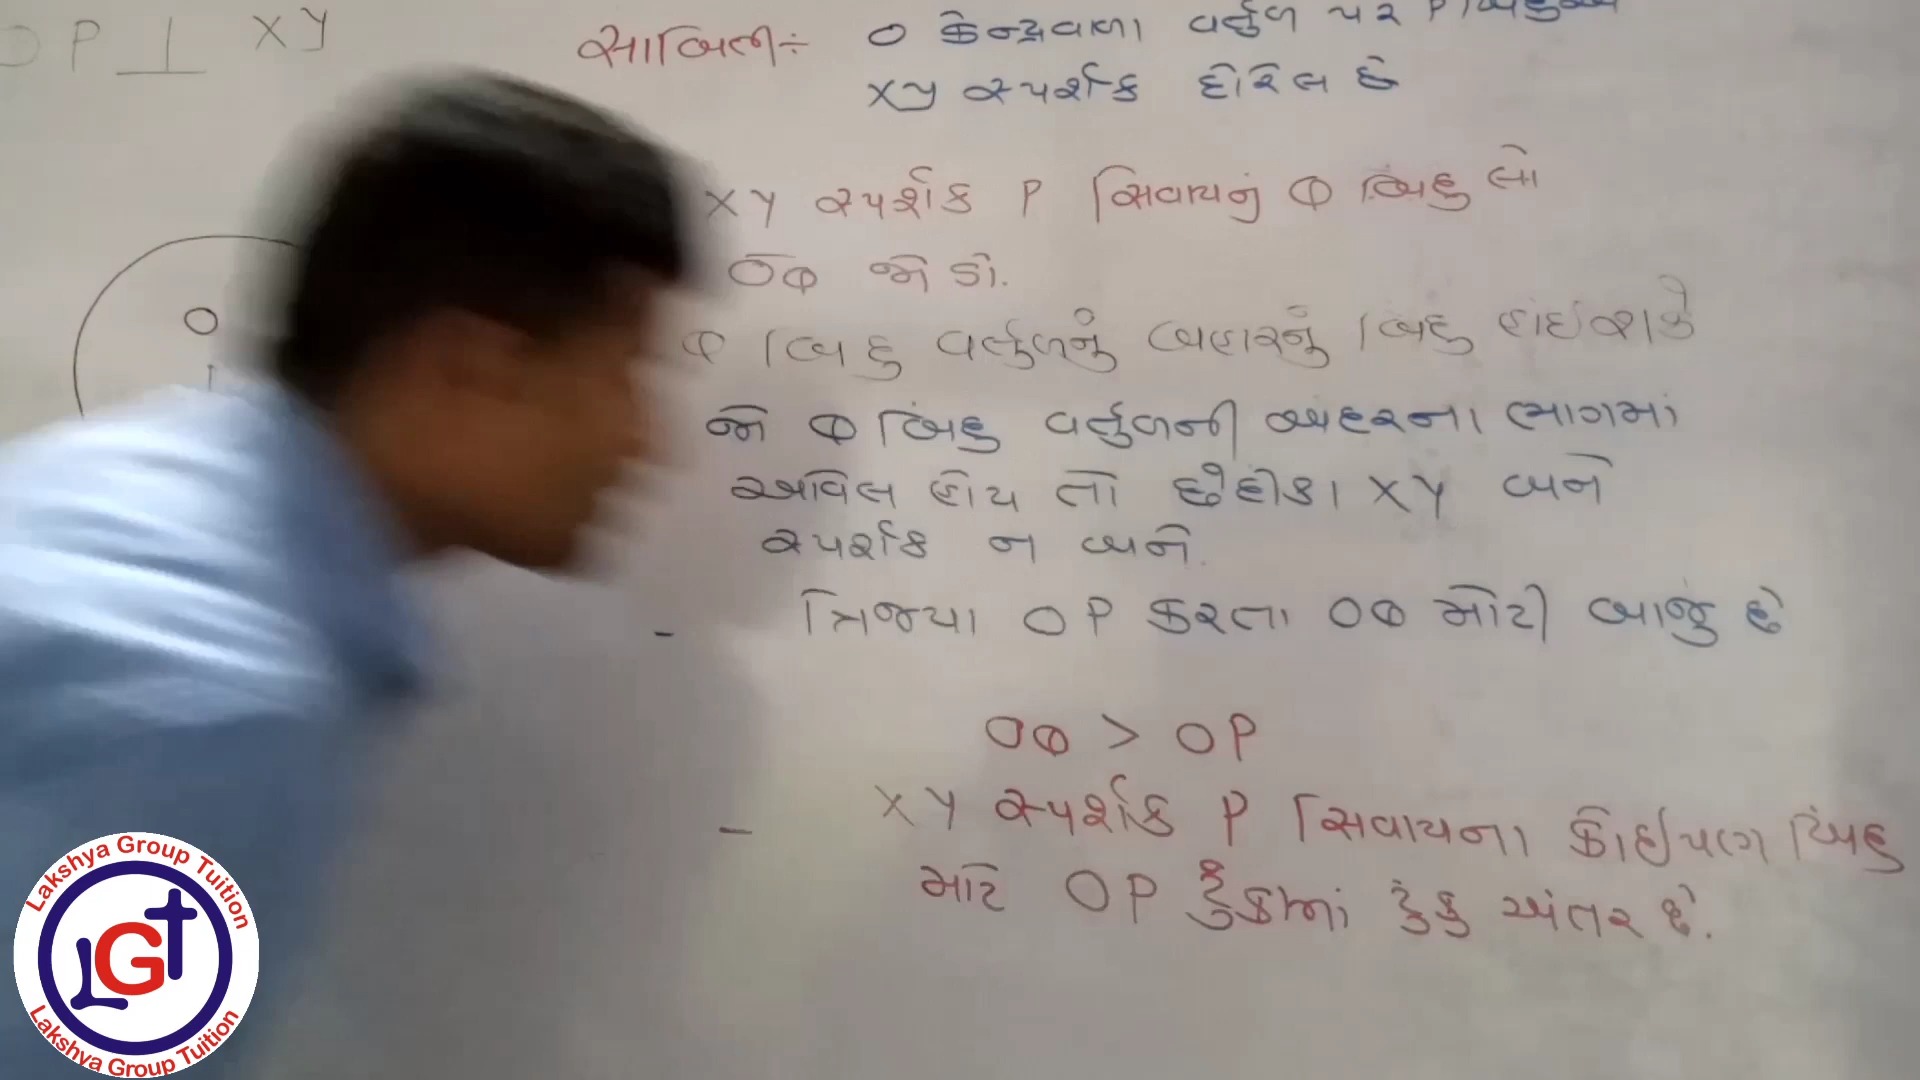 OP ⊥ XY
સાબિતી÷ O કેન્દ્રવાળા વર્તુળ પર P
XY સ્પર્શક દોરેલ છે
XY સ્પર્શક P સિવાયનું Q બિંદુ લો
OQ જોડો.
Q બિંદુ વર્તુળનું બહારનું બિંદુ
O
જો Q બિંદુ વર્તુળની અંદરના ભાગમાં
આવેલ હોય તો છેદીકા XY બને
સ્પર્શક ન બને.
- ત્રિજ્યા OP કરતા OQ મોટી બાજુ છે
OQ > OP
- XY સ્પર્શક P સિવાયના કોઈપણ બિંદુ
માટે OP ટુંકામાં ટુંકુ અંતર છે.
Lakshya Group Tuition
LGT
Lakshya Group Tuition